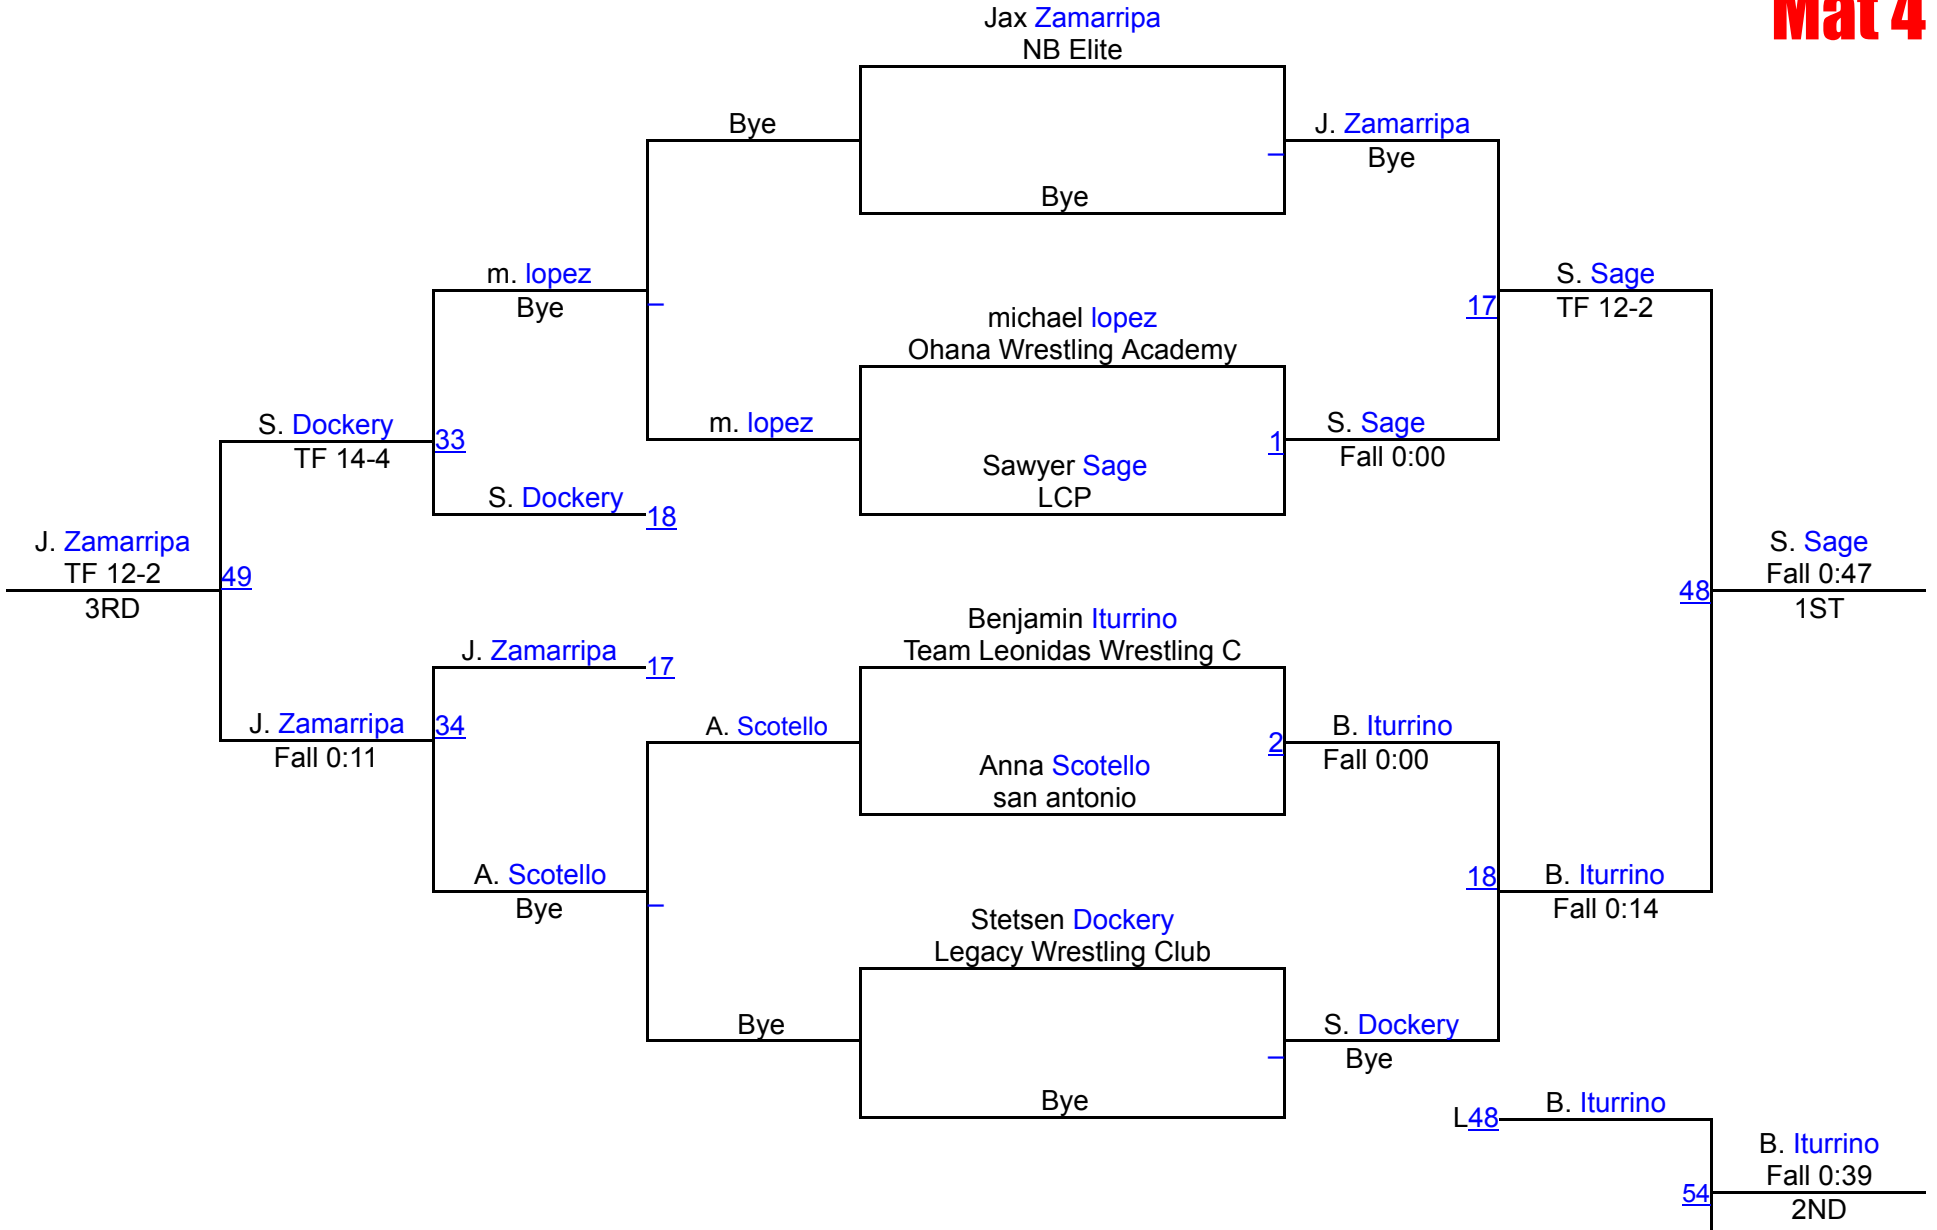 Mat 4
Jax Zamarripa
NB Elite
Bye
J. Zamarripa
Bye
Bye
m. lopez
Bye
S. Sage
TF 12-2
17
michael lopez
Ohana Wrestling Academy
m. lopez
S. Sage
Fall 0:00
1
Sawyer Sage
LCP
S. Dockery
TF 14-4
33
S. Dockery
18
J. Zamarripa
TF 12-2
3RD
49
S. Sage
Fall 0:47
1ST
48
Benjamin Iturrino
Team Leonidas Wrestling C
J. Zamarripa
17
J. Zamarripa
Fall 0:11
34
A. Scotello
2
B. Iturrino
Fall 0:00
Anna Scotello
san antonio
A. Scotello
Bye
18
B. Iturrino
Fall 0:14
Stetsen Dockery
Legacy Wrestling Club
Bye
S. Dockery
Bye
Bye
L48
B. Iturrino
B. Iturrino
Fall 0:39
54
2ND